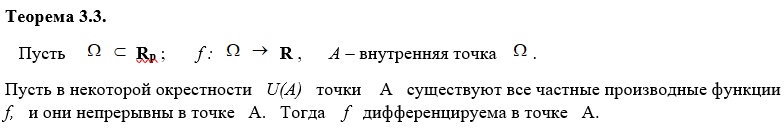 Теорема 3.3.
Пусть Ω ⊂ Rp ; f : Ω → R , A – внутренняя точка Ω .
Пусть в некоторой окрестности U(A) точки A существуют все частные производные функции
f, и они непрерывны в точке A. Тогда f дифференцируема в точке A.